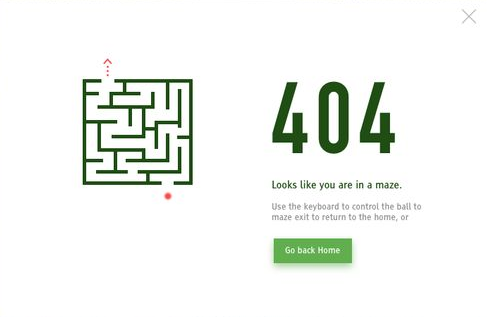 404
Looks like you are in a maze.
Use the keyboard to control the ball to
maze exit to return to the home, or
Go back Home